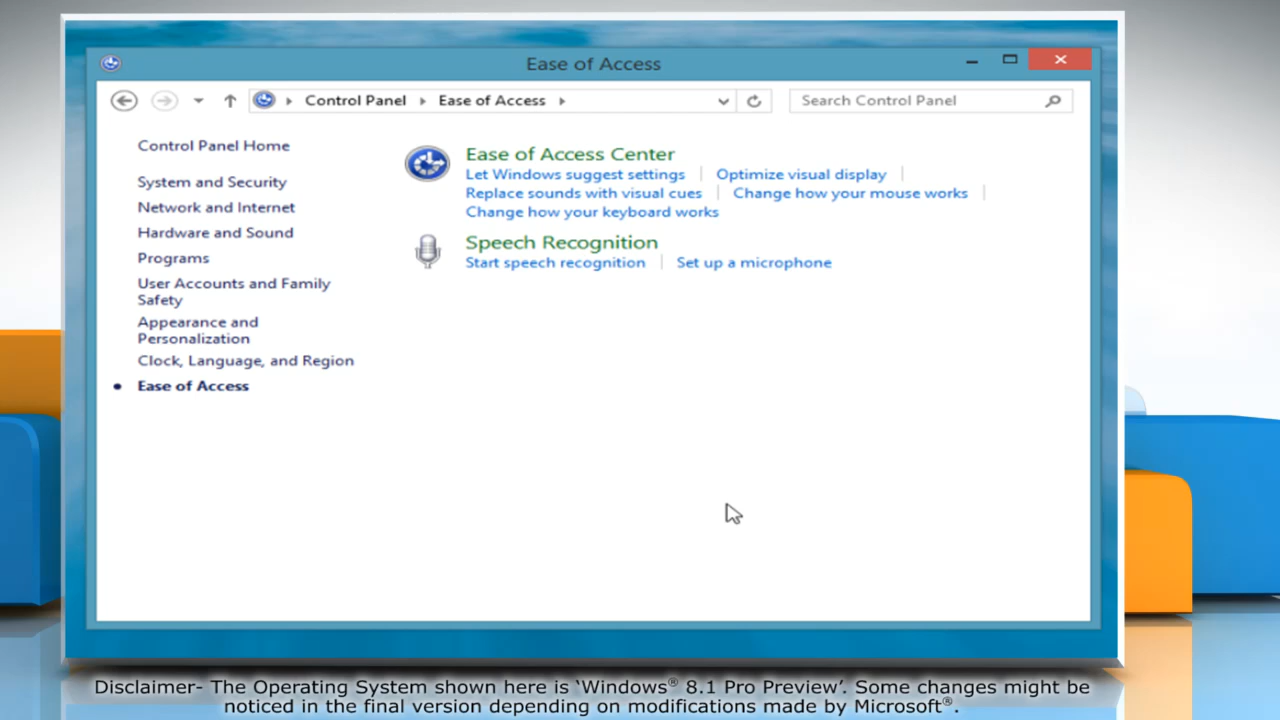 Ease of Access
Control Panel
Ease of Access
Search Control Panel
Control Panel Home
System and Security
Network and Internet
Hardware and Sound
Programs
User Accounts and Family
Safety
Appearance and
Personalization
Clock, Language, and Region
Ease of Access
Ease of Access Center
Let Windows suggest settings
Optimize visual display
Replace sounds with visual cues
Change how your mouse works
Change how your keyboard works
Speech Recognition
Start speech recognition
Set up a microphone
Disclaimer- The Operating System shown here is ‘Windows® 8.1 Pro Preview’. Some changes might be
noticed in the final version depending on modifications made by Microsoft®.